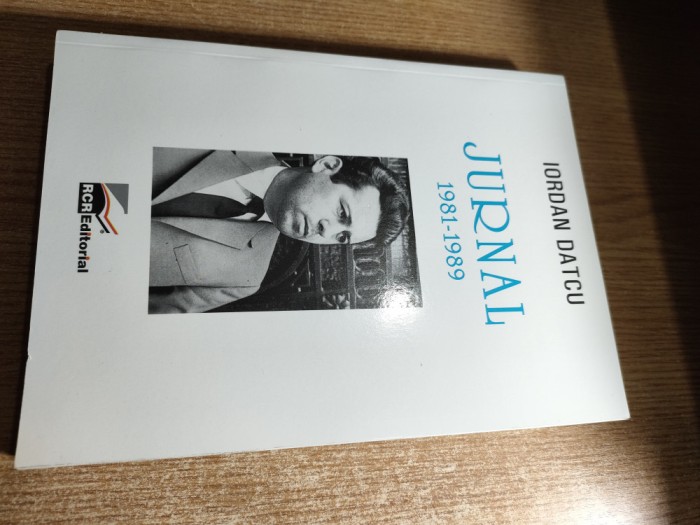 IORDAN DATCU
JURNAL
1981-1989
RCR Editorial